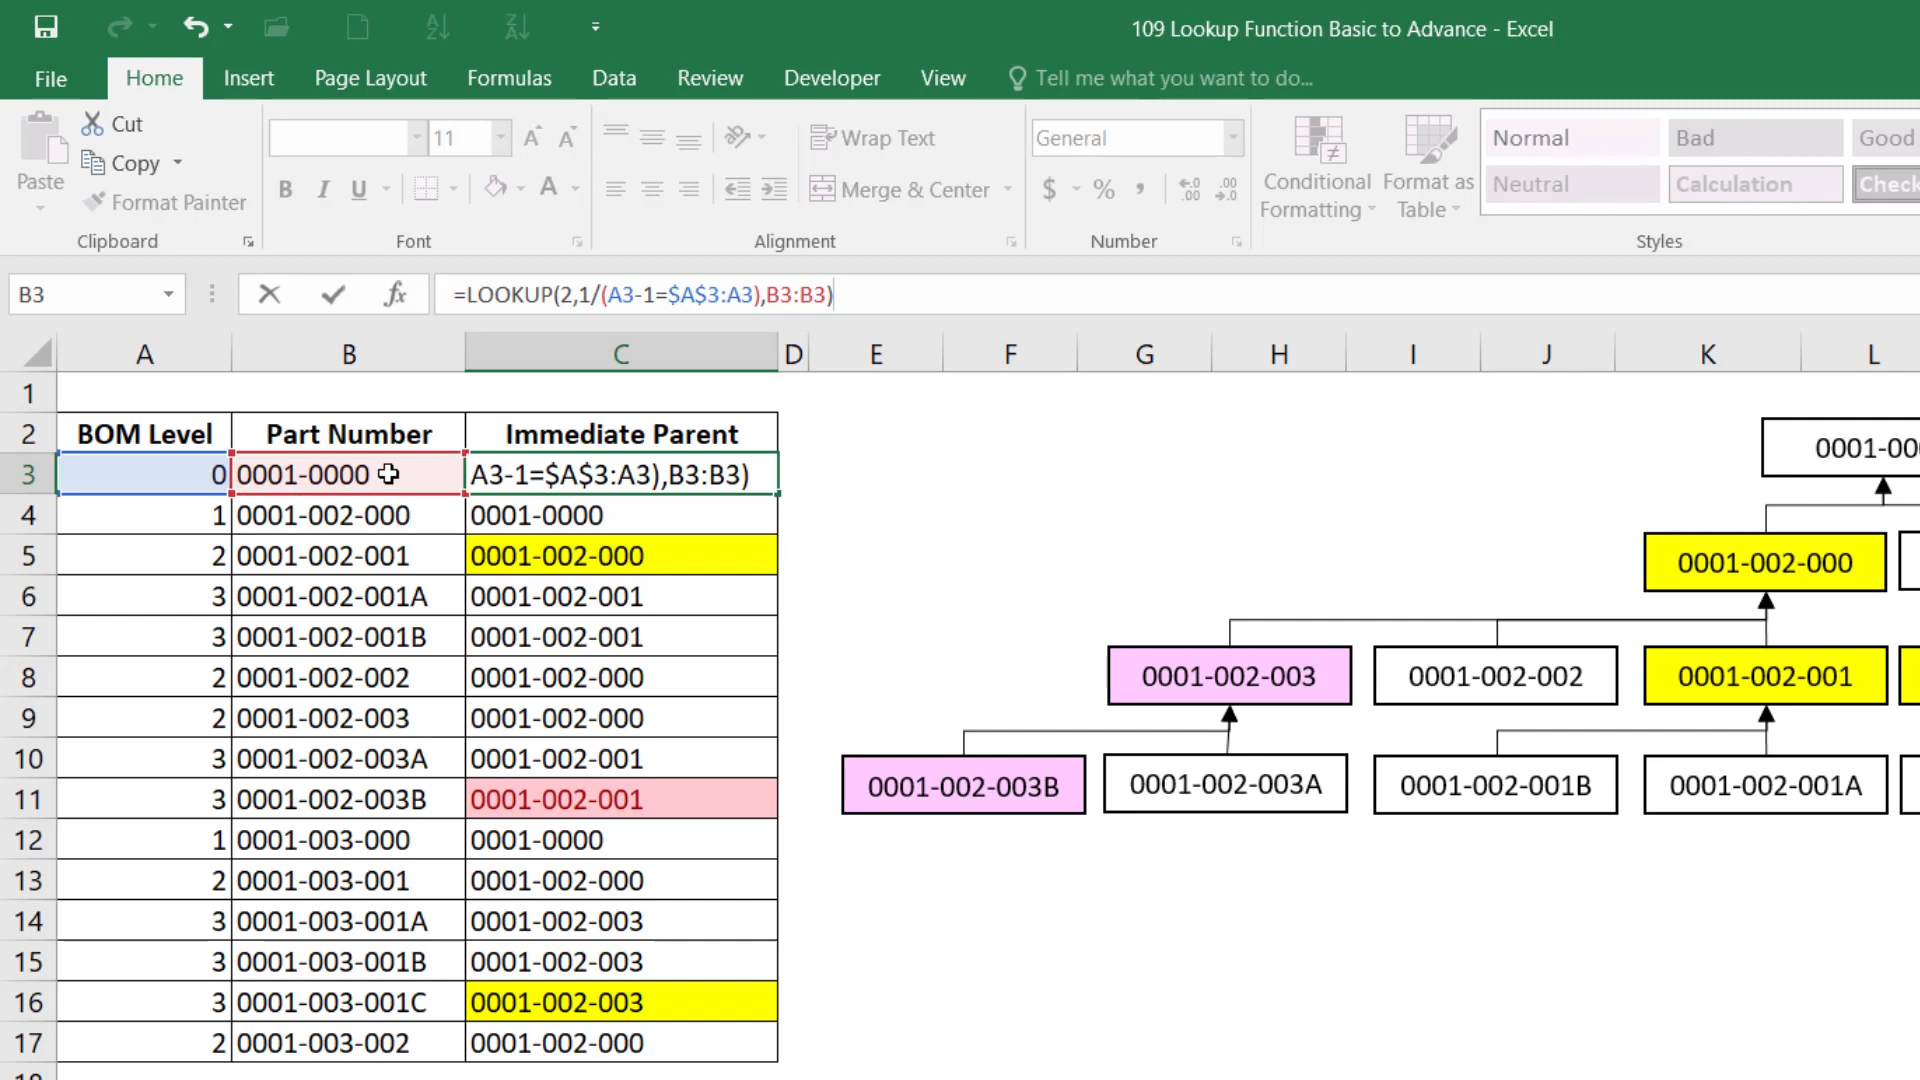 109 Lookup Function Basic to Advance - Excel
File Home Insert Page Layout Formulas Data Review Developer View Tell me what you want to do...
Paste
Cut
Copy
Format Painter
Clipboard
11
Font
Wrap Text
Merge & Center
Alignment
General
Number
Conditional Formatting
Format as Table
Normal Bad Good
Neutral Calculation Check
Styles
B3 =LOOKUP(2,1/(A3-1=$A$3:A3),B3:B3)
A B C D E F G H I J K L
1
2 BOM Level Part Number Immediate Parent
3 0 0001-0000 A3-1=$A$3:A3),B3:B3)
4 1 0001-002-000 0001-0000
5 2 0001-002-001 0001-002-000
6 3 0001-002-001A 0001-002-001
7 3 0001-002-001B 0001-002-001
8 2 0001-002-002 0001-002-000
9 2 0001-002-003 0001-002-000
10 3 0001-002-003A 0001-002-001
11 3 0001-002-003B 0001-002-001
12 1 0001-003-000 0001-0000
13 2 0001-003-001 0001-002-000
14 3 0001-003-001A 0001-002-003
15 3 0001-003-001B 0001-002-003
16 3 0001-003-001C 0001-002-003
17 2 0001-003-002 0001-002-000
0001-00
0001-002-000
0001-002-003 0001-002-002 0001-002-001
0001-002-003B 0001-002-003A 0001-002-001B 0001-002-001A